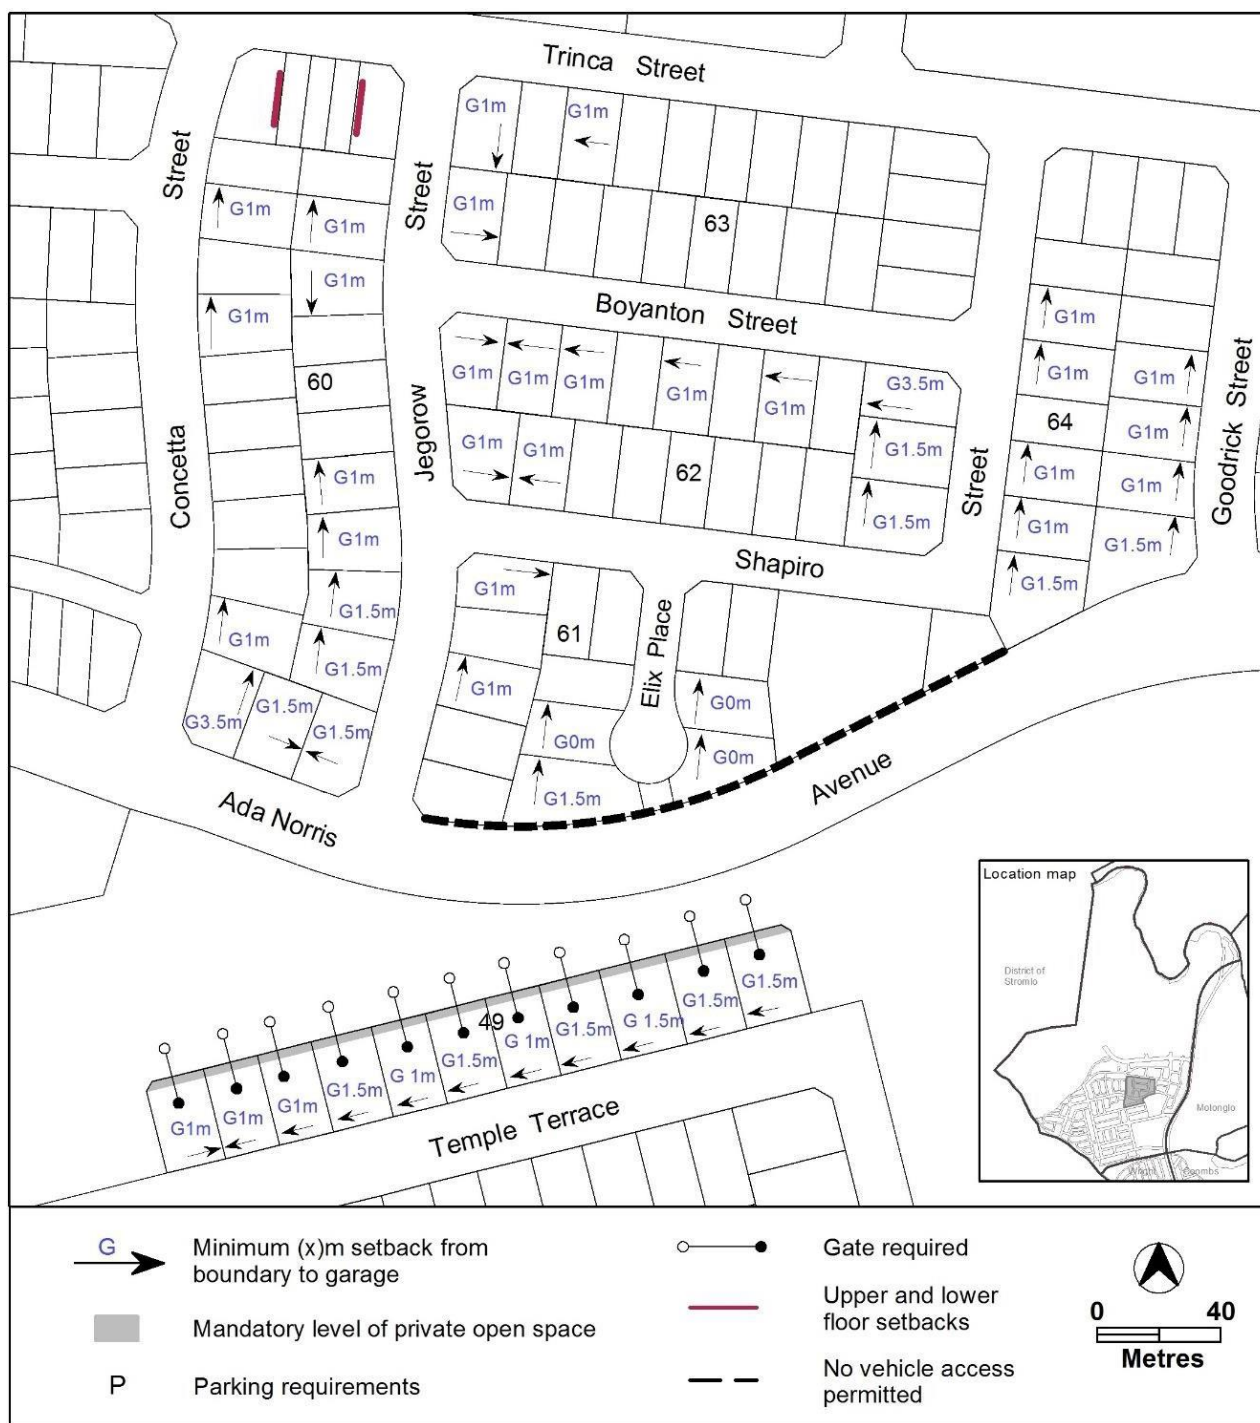 Trinca Street
Street
Street
G1m
G1m
G1m
G1m
G1m
63
G1m
G1m
Boyanton Street
60
G1m
G1m
G1m
G1m
G1m
G3.5m
G1m
G1m
G1m
64
G1m
G1m
Goodrick Street
Concetta
Jegorow
G1m
G1m
62
G1.5m
G1.5m
Street
G1m
G1m
G1m
G1.5m
G1.5m
G1m
G1m
Shapiro
G1m
G1.5m
G1m
G1.5m
61
Elix Place
G1m
G0m
G0m
G0m
G1.5m
G3.5m
G1.5m
G1.5m
Ada Norris
Avenue
Location map
District of
Stromlo
Molonglo
Wright
Coombs
49
G1m
G1m
G1m
G1.5m
G 1m
G1.5m
G 1m
G1.5m
G 1.5m
G1.5m
G1.5m
Temple Terrace
G
Minimum (x)m setback from
boundary to garage
Mandatory level of private open space
P
Parking requirements
Gate required
Upper and lower
floor setbacks
No vehicle access
permitted
0
40
Metres